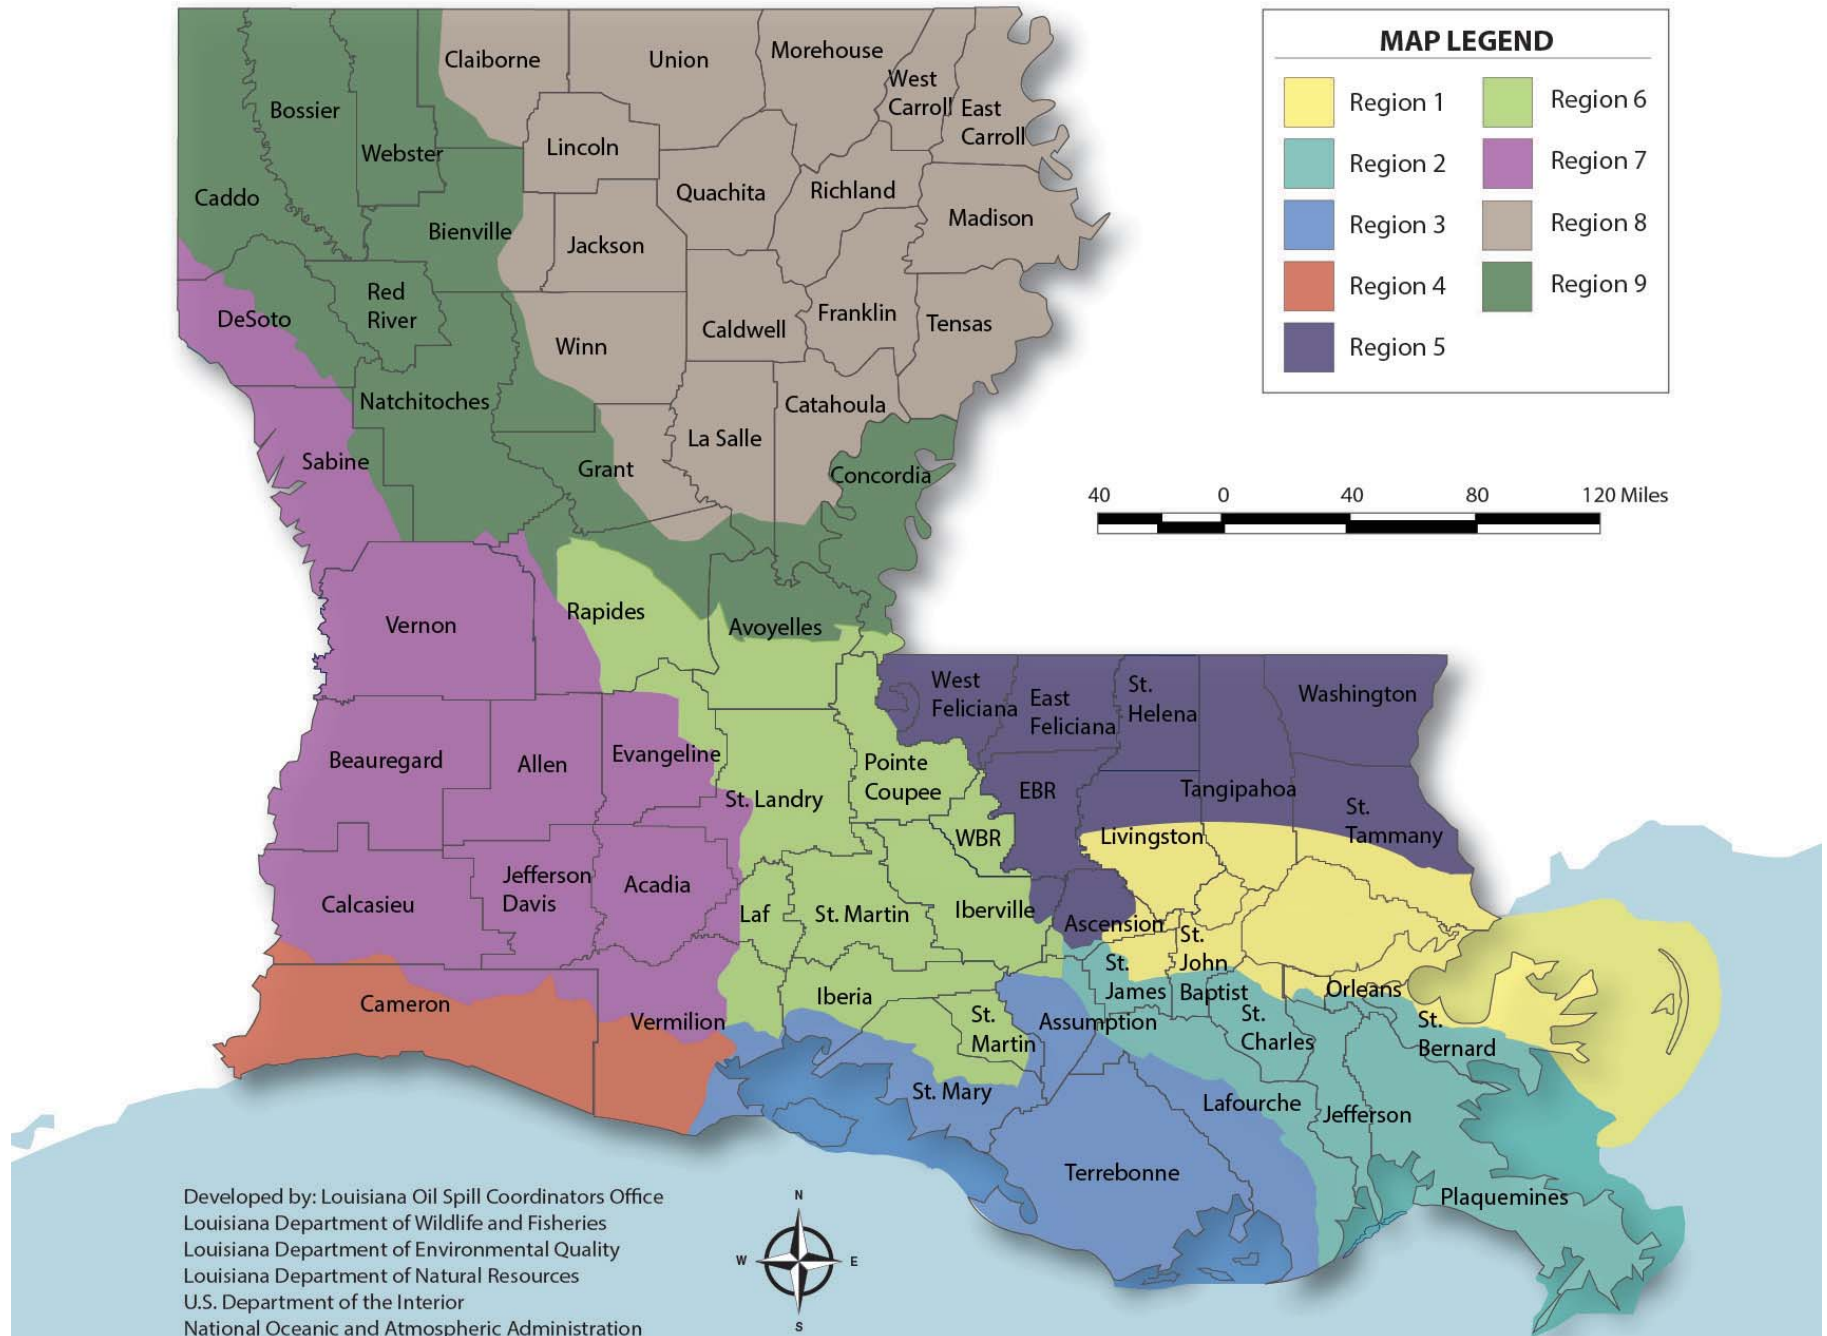 MAP LEGEND
Region 1
Region 2
Region 3
Region 4
Region 5
Region 6
Region 7
Region 8
Region 9
40 0 40 80 120 Miles
Claiborne
Union
Morehouse
West
Carroll
East
Carroll
Bossier
Webster
Lincoln
Caddo
Quachita
Richland
Madison
Bienville
Jackson
Red
River
DeSoto
Winn
Caldwell
Franklin
Tensas
Natchitoches
Catahoula
La Salle
Sabine
Grant
Concordia
Rapides
Vernon
Avoyelles
West
Feliciana
East
Feliciana
St.
Helena
Washington
Beauregard
Allen
Evangeline
St. Landry
Pointe
Coupee
EBR
Tangipahoa
St.
Tammany
WBR
Livingston
Calcasieu
Jefferson
Davis
Acadia
Laf
St. Martin
Iberville
Ascension
St.
John
Baptist
St.
James
Orleans
Cameron
Vermilion
Iberia
St.
Martin
Assumption
St.
Charles
St.
Bernard
St. Mary
Lafourche
Jefferson
Terrebonne
Plaquemines
Developed by: Louisiana Oil Spill Coordinators Office
Louisiana Department of Wildlife and Fisheries
Louisiana Department of Environmental Quality
Louisiana Department of Natural Resources
U.S. Department of the Interior
National Oceanic and Atmospheric Administration
N
W E
S